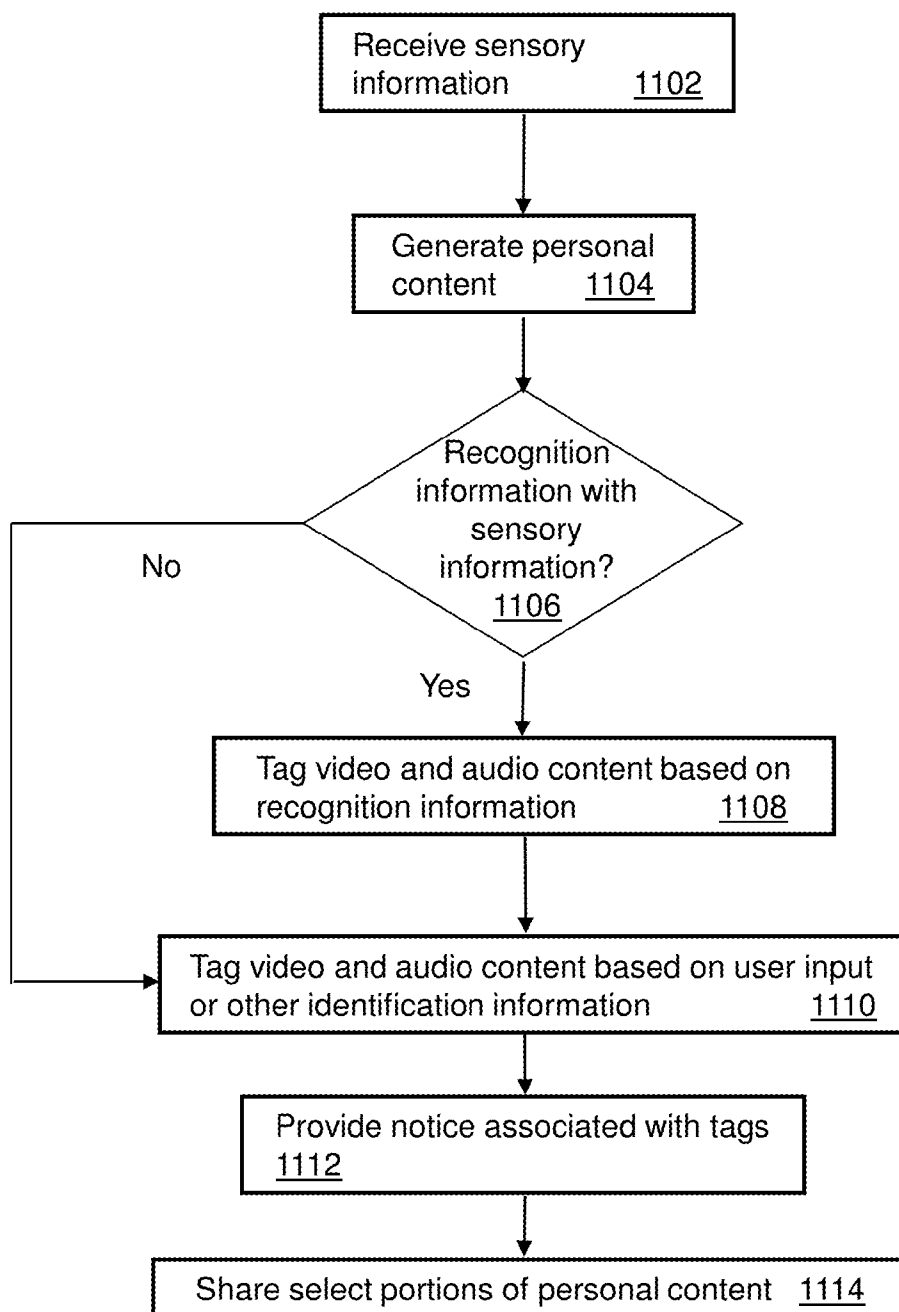 Receive sensory
information 1102
Generate personal
content 1104
Recognition
information with
sensory
information?
1106
No
Yes
Tag video and audio content based on
recognition information 1108
Tag video and audio content based on user input
or other identification information 1110
Provide notice associated with tags
1112
Share select portions of personal content 1114